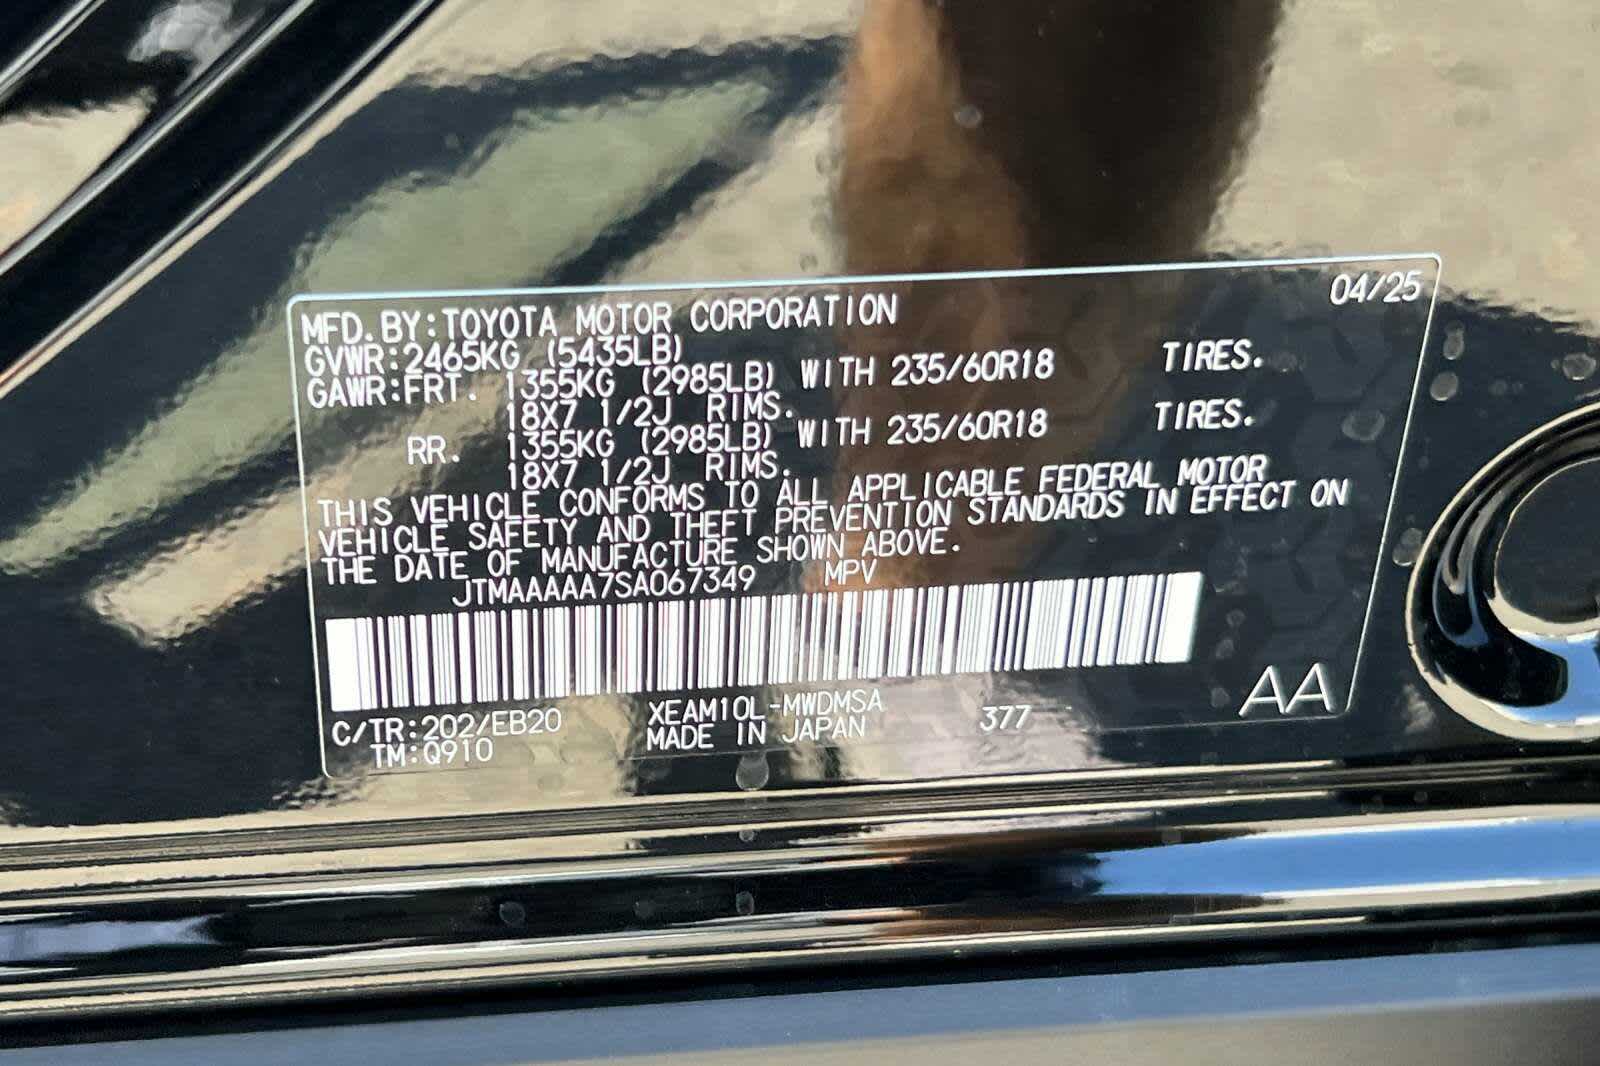 04/25
MFD. BY: TOYOTA MOTOR CORPORATION
GVWR: 2465KG (5435LB)
GAWR: FRT. 1355KG (2985LB) WITH 235/60R18 TIRES.
18X7 1/2J RIMS.
RR. 1355KG (2985LB) WITH 235/60R18 TIRES.
18X7 1/2J RIMS.
THIS VEHICLE CONFORMS TO ALL APPLICABLE FEDERAL MOTOR
VEHICLE SAFETY AND THEFT PREVENTION STANDARDS IN EFFECT ON
THE DATE OF MANUFACTURE SHOWN ABOVE.
JTMAAAAA7SA067349 MPV
C/TR:202/EB20 XEAM10L-MWDMSA 377 AA
TM:Q910 MADE IN JAPAN